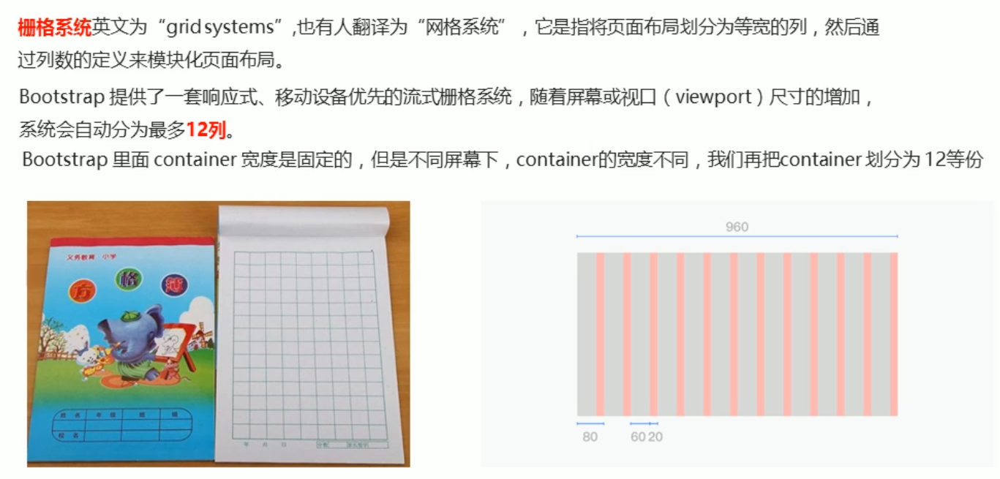 栅格系统英文为“grid systems”,也有人翻译为“网格系统”，它是指将页面布局划分为等宽的列，然后通
过列数的定义来模块化页面布局。
Bootstrap 提供了一套响应式、移动设备优先的流式栅格系统，随着屏幕或视口（viewport）尺寸的增加，
系统会自动分为最多12列。
Bootstrap 里面 container 宽度是固定的，但是不同屏幕下，container的宽度不同，我们再把container 划分为 12等份
义务教育 小学
方格簿
姓 名 年 级 班 组
校 名
年 月 日
960
80 60 20